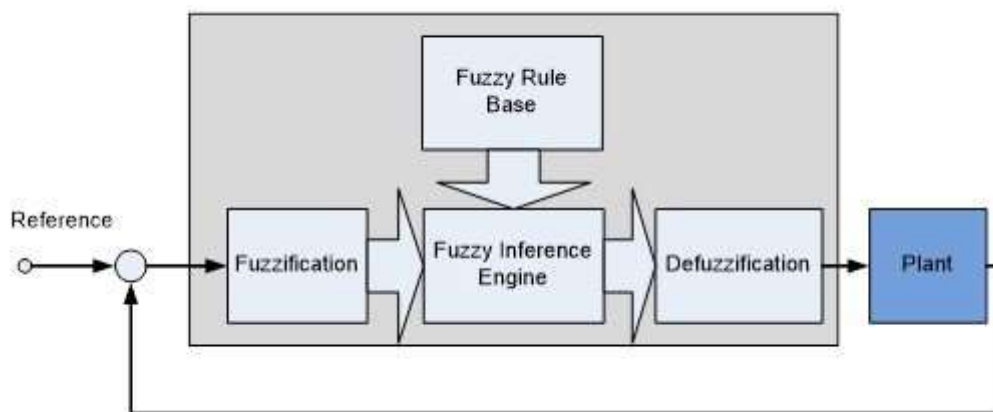 Fuzzy Rule
Base
Reference
Fuzzification
Fuzzy Inference
Engine
Defuzzification
Plant